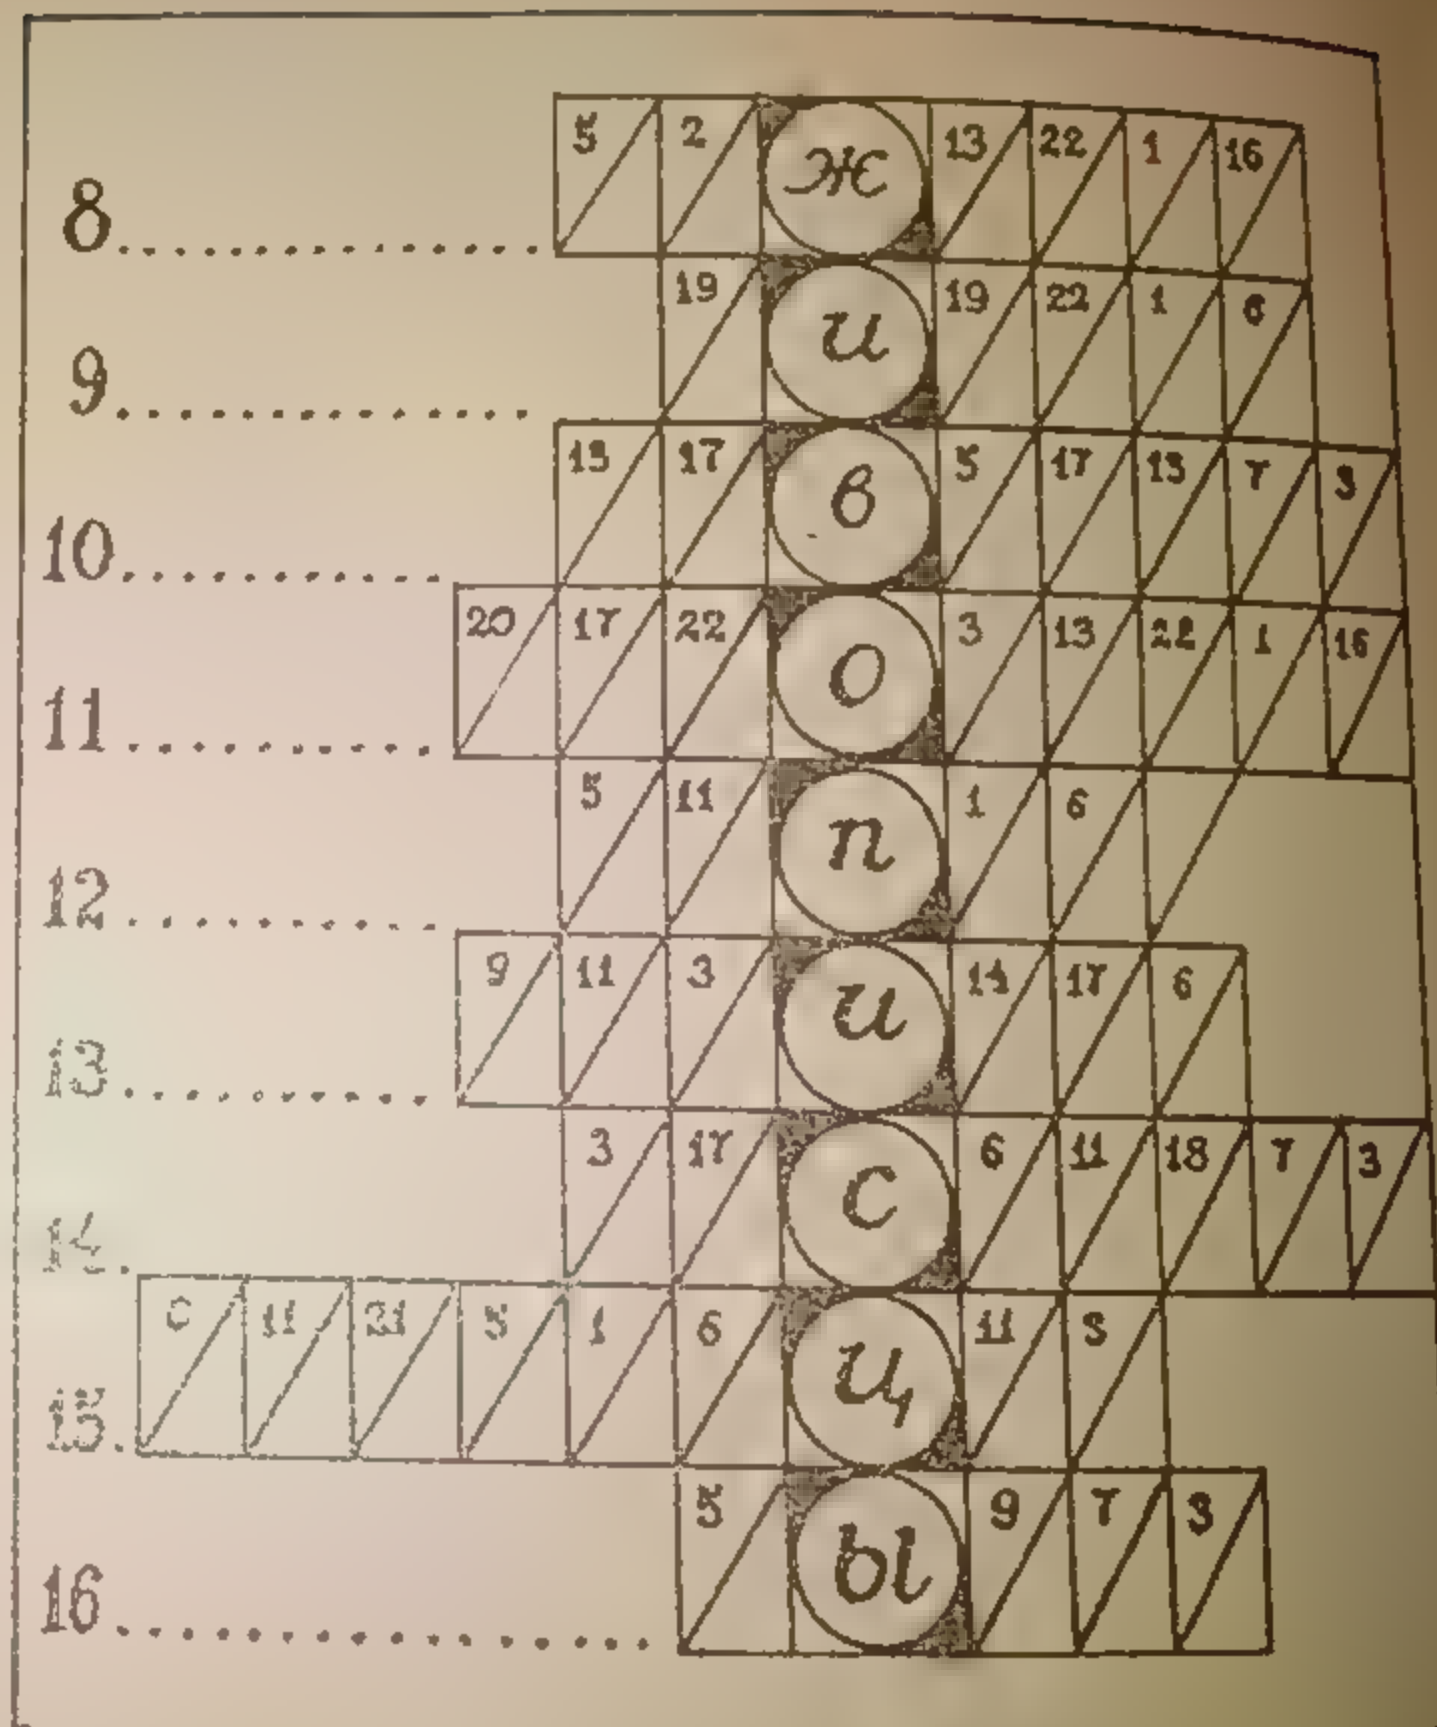 8 5 2 ж 13 22 1 16
9 19 и 19 22 1 6
10 13 17 в 5 17 13 7 3
11 20 17 22 о 3 13 22 1 16
12 5 11 п 1 6
13 9 11 3 и 14 17 6
14 3 17 с 6 11 18 7 3
15 11 21 5 1 6 ц 11
16 5 ы 9 7 3